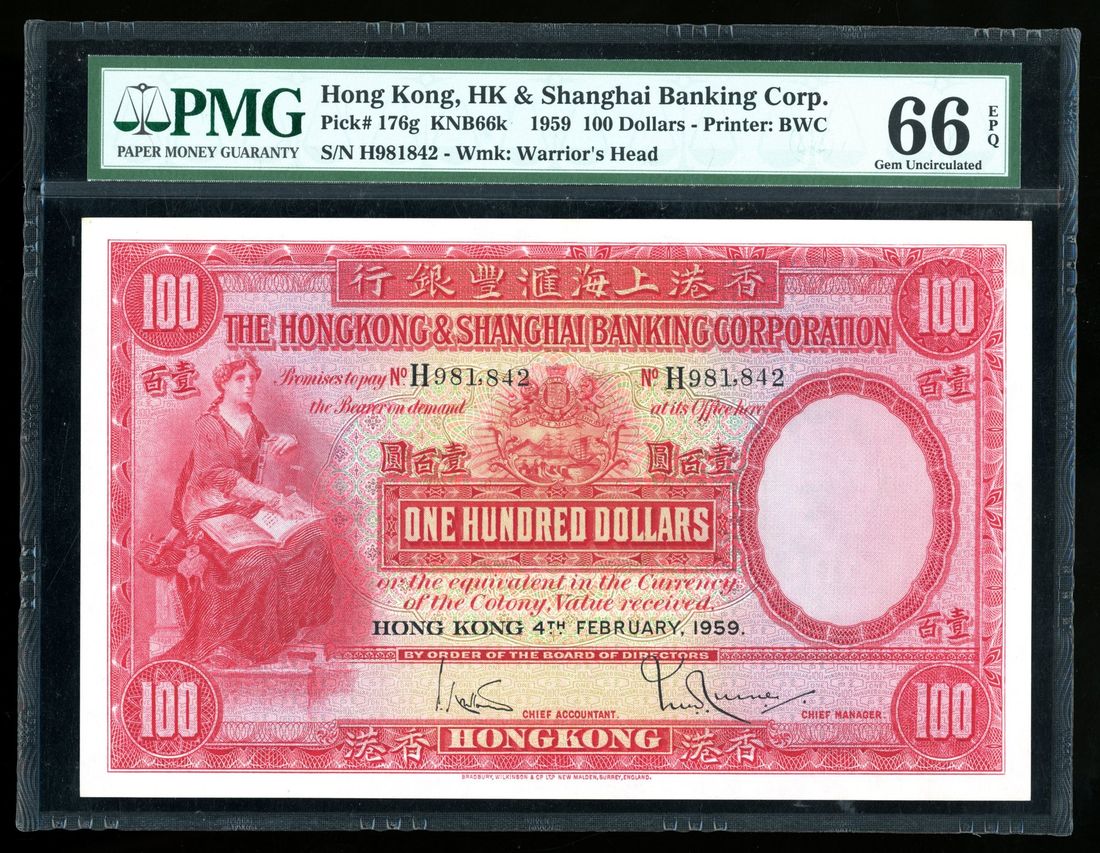 PMG
PAPER MONEY GUARANTY
Hong Kong, HK & Shanghai Banking Corp.
Pick# 176g KNB66k 1959 100 Dollars - Printer: BWC
S/N H981842 - Wmk: Warrior's Head
66 EPQ
Gem Uncirculated
行銀豐滙海上港香
100 100
THE HONGKONG & SHANGHAI BANKING CORPORATION
百壹 百壹
Promises to pay Nº H981,842 Nº H981,842
the Bearer on demand at its Office here
圓百壹 圓百壹
ONE HUNDRED DOLLARS
or the equivalent in the Currency
of the Colony, Value received.
HONG KONG 4TH FEBRUARY, 1959.
百壹
BY ORDER OF THE BOARD OF DIRECTORS
100 100
CHIEF ACCOUNTANT. CHIEF MANAGER.
港香 HONGKONG 港香
BRADBURY, WILKINSON & Cº Lᵀᴰ NEW MALDEN, SURREY, ENGLAND.